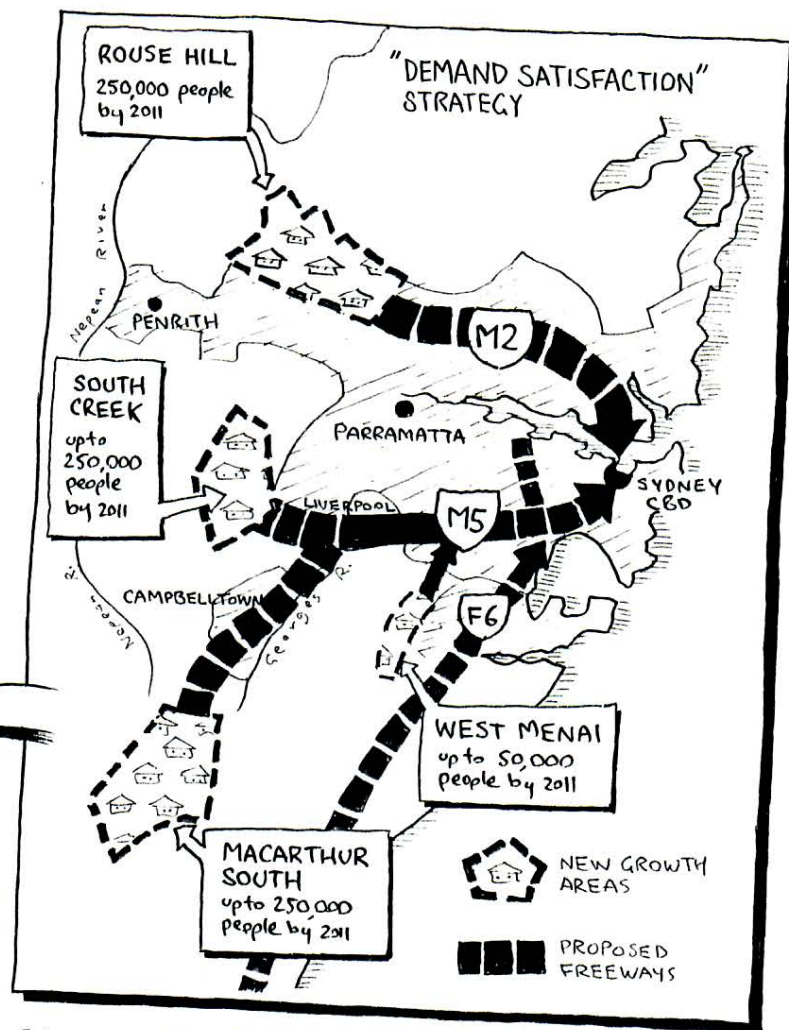 ROUSE HILL
250,000 people
by 2011
"DEMAND SATISFACTION"
STRATEGY
Nepean River
PENRITH
M2
SOUTH
CREEK
upto
250,000
people
by 2011
PARRAMATTA
SYDNEY
CBD
LIVERPOOL
M5
Nepean R.
CAMPBELLTOWN
Georges R.
F6
WEST MENAI
up to 50,000
people by 2011
MACARTHUR
SOUTH
upto 250,000
people by 2011
NEW GROWTH
AREAS
PROPOSED
FREEWAYS